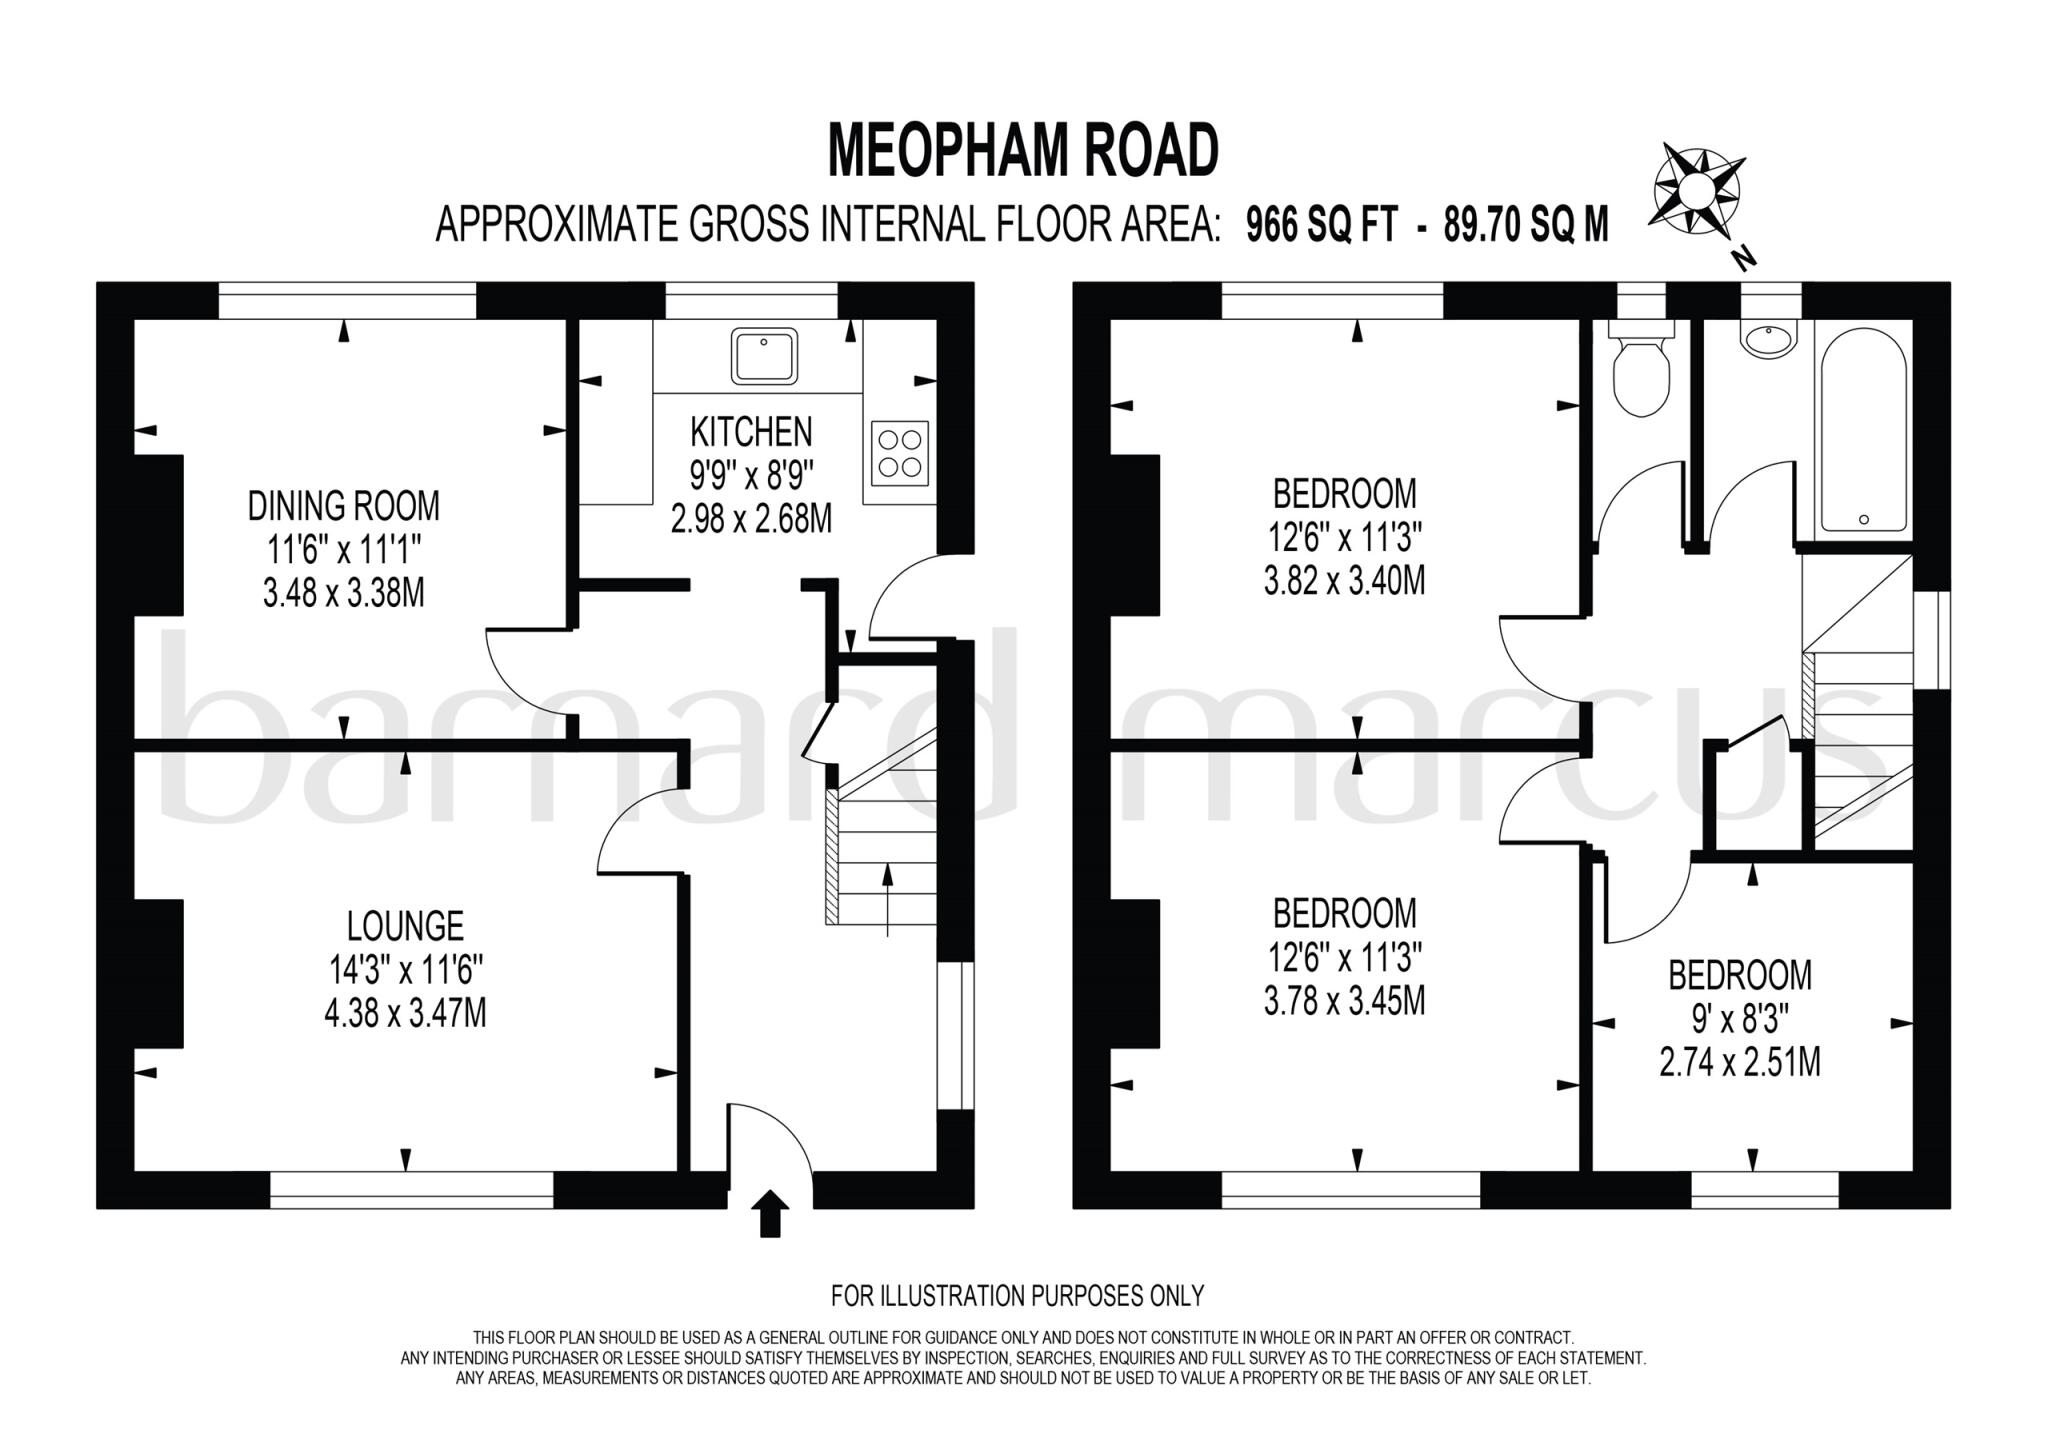 MEOPHAM ROAD
APPROXIMATE GROSS INTERNAL FLOOR AREA: 966 SQ FT - 89.70 SQ M
N
KITCHEN
9'9" x 8'9"
2.98 x 2.68M
DINING ROOM
11'6" x 11'1"
3.48 x 3.38M
BEDROOM
12'6" x 11'3"
3.82 x 3.40M
barnard marcus
LOUNGE
14'3" x 11'6"
4.38 x 3.47M
BEDROOM
12'6" x 11'3"
3.78 x 3.45M
BEDROOM
9' x 8'3"
2.74 x 2.51M
FOR ILLUSTRATION PURPOSES ONLY
THIS FLOOR PLAN SHOULD BE USED AS A GENERAL OUTLINE FOR GUIDANCE ONLY AND DOES NOT CONSTITUTE IN WHOLE OR IN PART AN OFFER OR CONTRACT.
ANY INTENDING PURCHASER OR LESSEE SHOULD SATISFY THEMSELVES BY INSPECTION, SEARCHES, ENQUIRIES AND FULL SURVEY AS TO THE CORRECTNESS OF EACH STATEMENT.
ANY AREAS, MEASUREMENTS OR DISTANCES QUOTED ARE APPROXIMATE AND SHOULD NOT BE USED TO VALUE A PROPERTY OR BE THE BASIS OF ANY SALE OR LET.